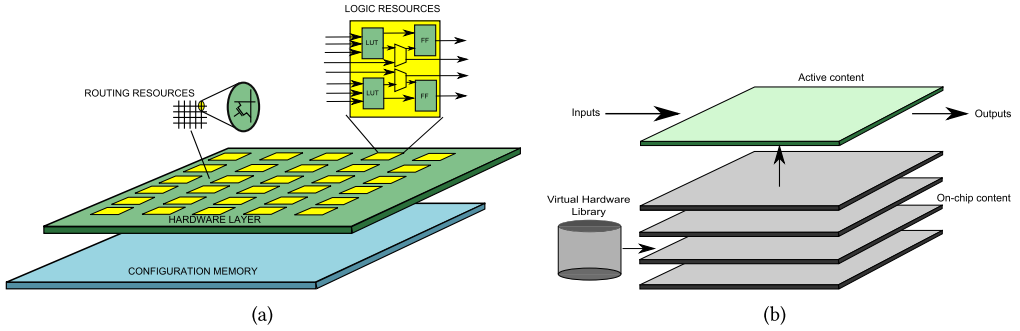 LOGIC RESOURCES
LUT
FF
LUT
FF
ROUTING RESOURCES
HARDWARE LAYER
CONFIGURATION MEMORY
(a)
Active content
Inputs
Outputs
Virtual Hardware
Library
On-chip content
(b)